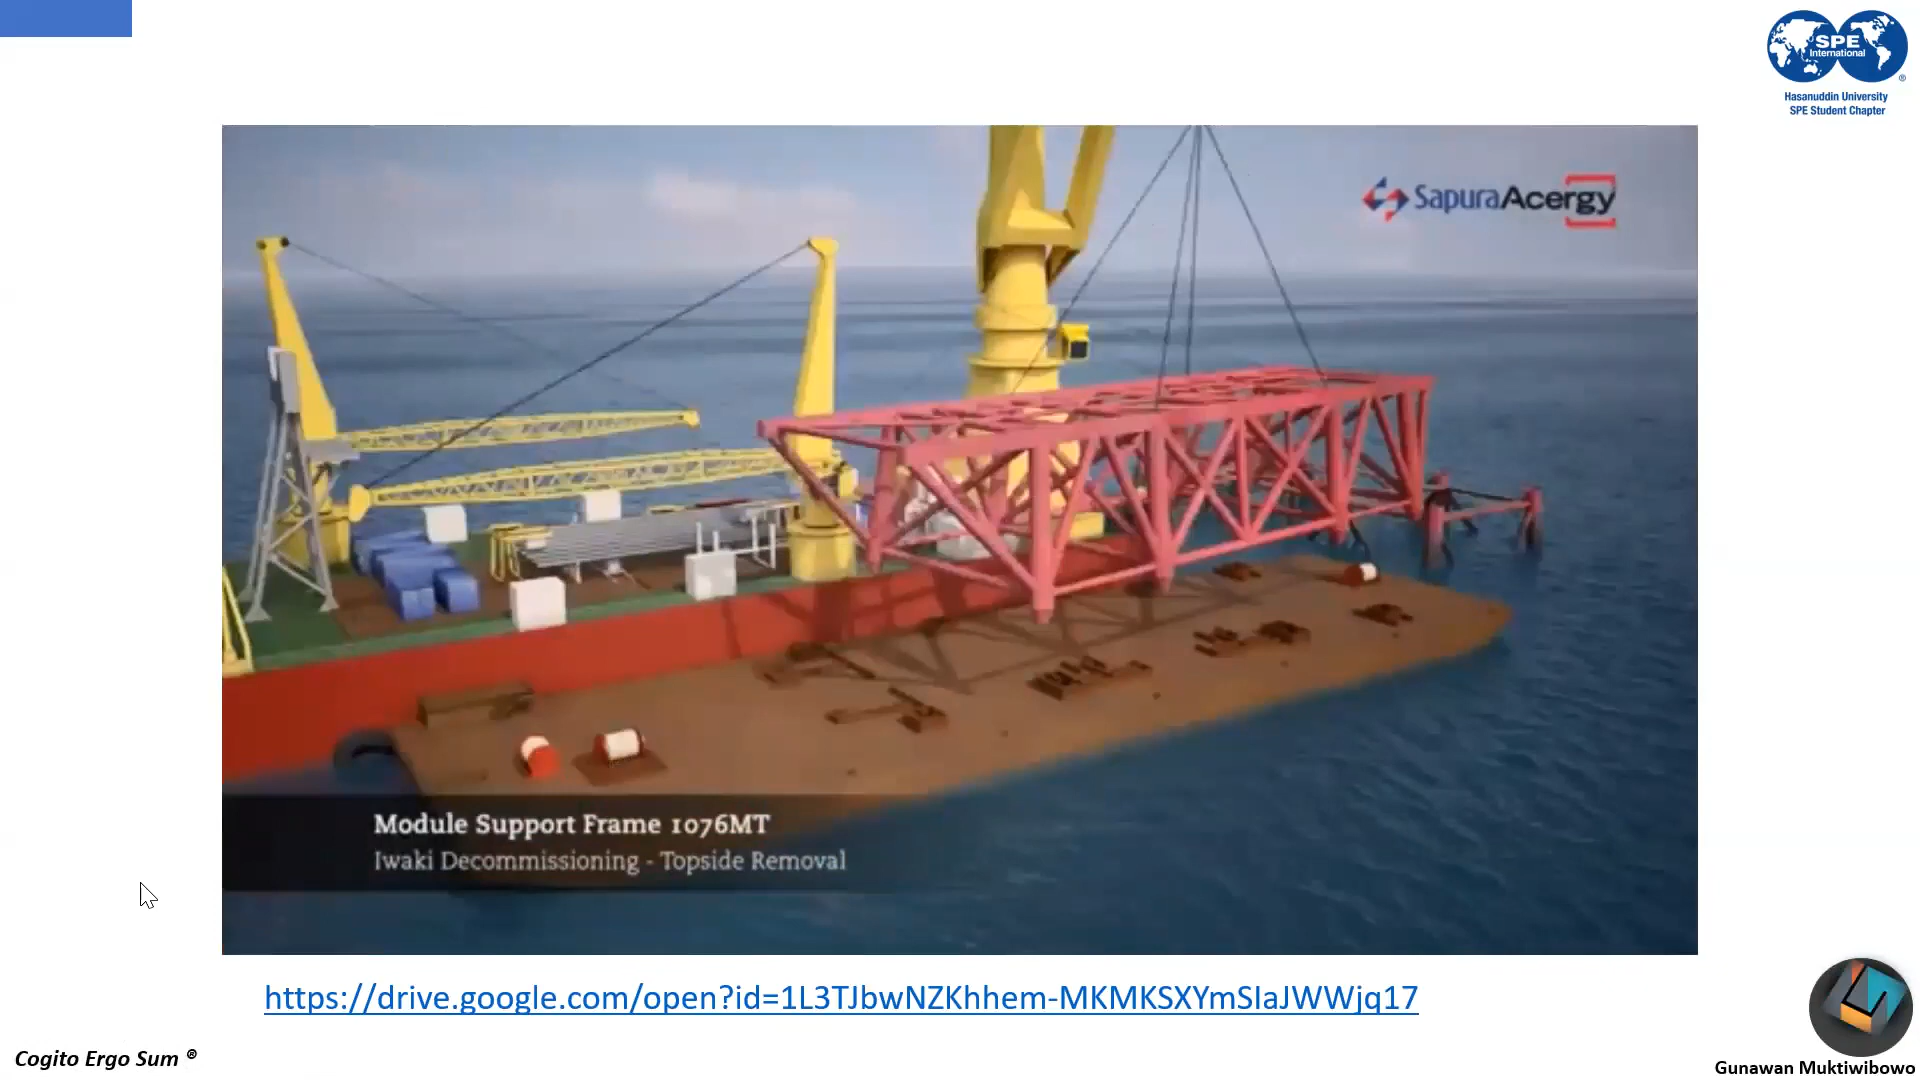 SPE
International
®
Hasanuddin University
SPE Student Chapter
SapuraAcergy
Module Support Frame 1076MT
Iwaki Decommissioning - Topside Removal
https://drive.google.com/open?id=1L3TJbwNZKhhem-MKMKSXYmSIaJWWjq17
Cogito Ergo Sum ®
Gunawan Muktiwibowo